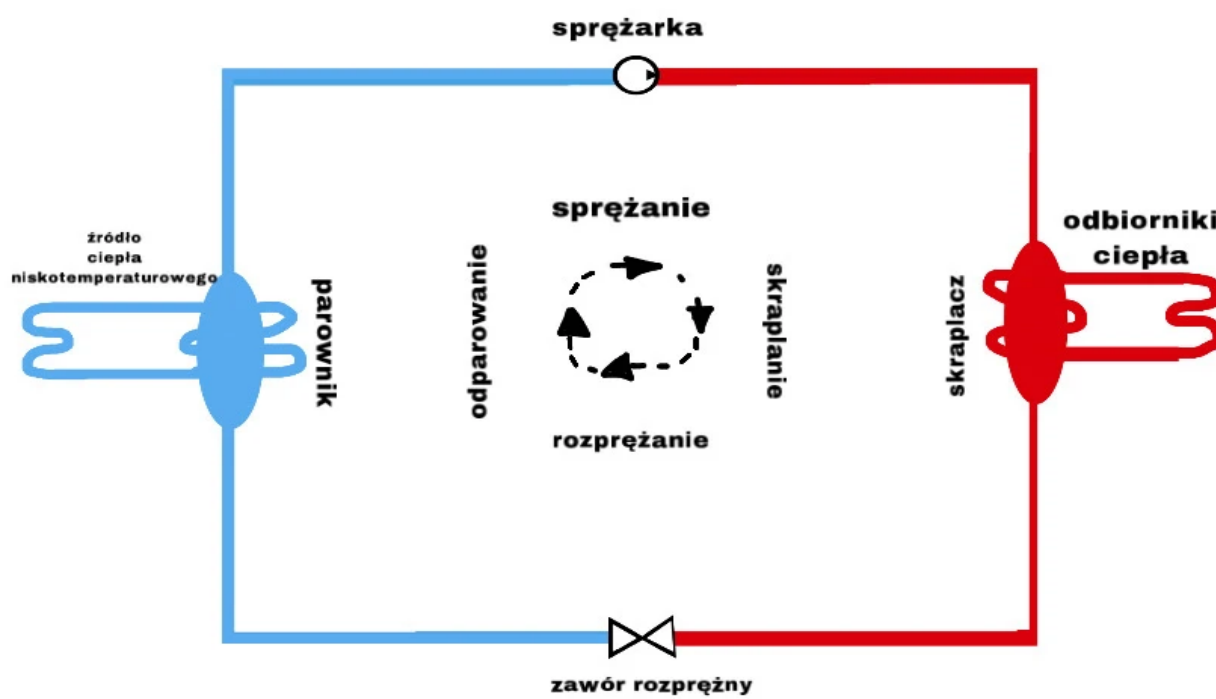 sprężarka
sprężanie
odbiorniki
ciepła
źródło
ciepła
niskotemperaturowego
parownik
odparowanie
skraplanie
skraplacz
rozprężanie
zawór rozprężny